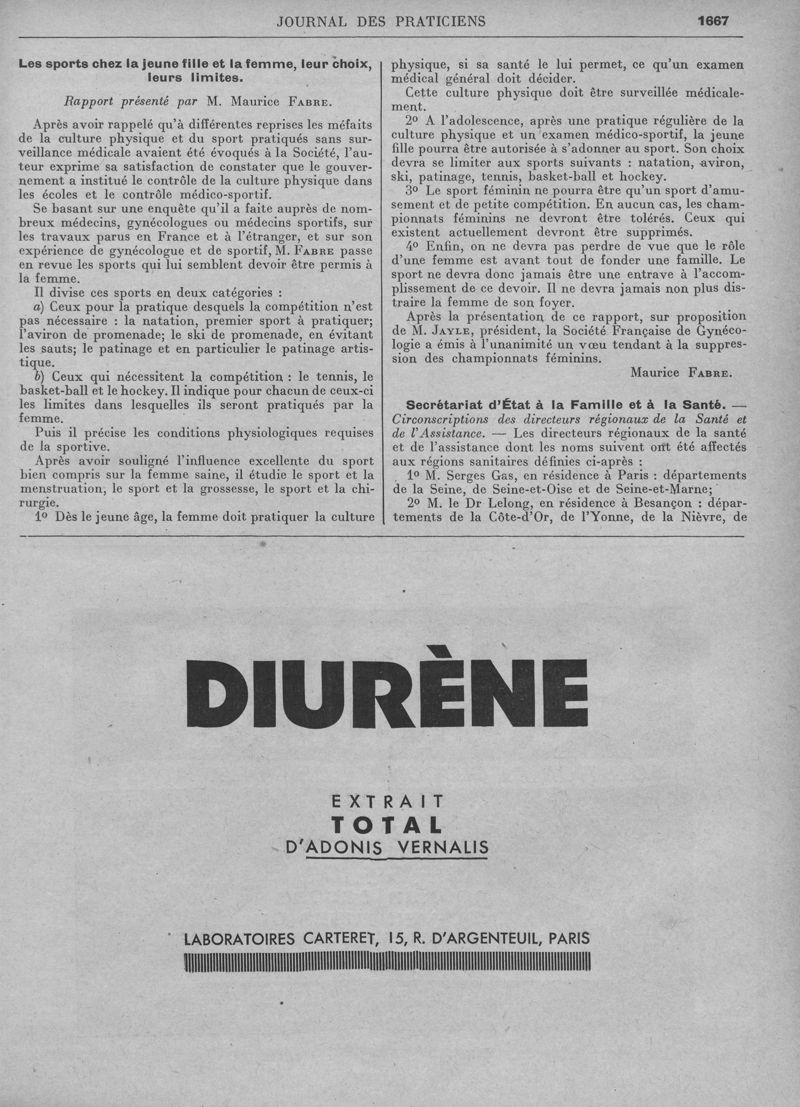 JOURNAL DES PRATICIENS
1667
Les sports chez la jeune fille et la femme, leur choix,
leurs limites.
Rapport présenté par M. Maurice FABRE.
Après avoir rappelé qu'à différentes reprises les méfaits
de la culture physique et du sport pratiqués sans sur-
veillance médicale avaient été évoqués à la Société, l'au-
teur exprime sa satisfaction de constater que le gouver-
nement a institué le contrôle de la culture physique dans
les écoles et le contrôle médico-sportif.
Se basant sur une enquête qu'il a faite auprès de nom-
breux médecins, gynécologues ou médecins sportifs, sur
les travaux parus en France et à l'étranger, et sur son
expérience de gynécologue et de sportif, M. FABRE passe
en revue les sports qui lui semblent devoir être permis à
la femme.
Il divise ces sports en deux catégories :
a) Ceux pour la pratique desquels la compétition n'est
pas nécessaire : la natation, premier sport à pratiquer;
l'aviron de promenade; le ski de promenade, en évitant
les sauts; le patinage et en particulier le patinage artis-
tique.
b) Ceux qui nécessitent la compétition : le tennis, le
basket-ball et le hockey. Il indique pour chacun de ceux-ci
les limites dans lesquelles ils seront pratiqués par la
femme.
Puis il précise les conditions physiologiques requises
de la sportive.
Après avoir souligné l'influence excellente du sport
bien compris sur la femme saine, il étudie le sport et la
menstruation, le sport et la grossesse, le sport et la chi-
rurgie.
1º Dès le jeune âge, la femme doit pratiquer la culture
physique, si sa santé le lui permet, ce qu'un examen
médical général doit décider.
Cette culture physique doit être surveillée médicale-
ment.
2º A l'adolescence, après une pratique régulière de la
culture physique et un examen médico-sportif, la jeune
fille pourra être autorisée à s'adonner au sport. Son choix
devra se limiter aux sports suivants : natation, aviron,
ski, patinage, tennis, basket-ball et hockey.
3º Le sport féminin ne pourra être qu'un sport d'amu-
sement et de petite compétition. En aucun cas, les cham-
pionnats féminins ne devront être tolérés. Ceux qui
existent actuellement devront être supprimés.
4º Enfin, on ne devra pas perdre de vue que le rôle
d'une femme est avant tout de fonder une famille. Le
sport ne devra donc jamais être une entrave à l'accom-
plissement de ce devoir. Il ne devra jamais non plus dis-
traire la femme de son foyer.
Après la présentation de ce rapport, sur proposition
de M. JAYLE, président, la Société Française de Gynéco-
logie a émis à l'unanimité un vœu tendant à la suppres-
sion des championnats féminins.
Maurice FABRE.
Secrétariat d'État à la Famille et à la Santé. —
Circonscriptions des directeurs régionaux de la Santé et
de l'Assistance. — Les directeurs régionaux de la santé
et de l'assistance dont les noms suivent ont été affectés
aux régions sanitaires définies ci-après :
1º M. Serges Gas, en résidence à Paris : départements
de la Seine, de Seine-et-Oise et de Seine-et-Marne;
2º M. le Dr Lelong, en résidence à Besançon : dépar-
tements de la Côte-d'Or, de l'Yonne, de la Nièvre, de
DIURÈNE
EXTRAIT
TOTAL
D'ADONIS VERNALIS
LABORATOIRES CARTERET, 15, R. D'ARGENTEUIL, PARIS